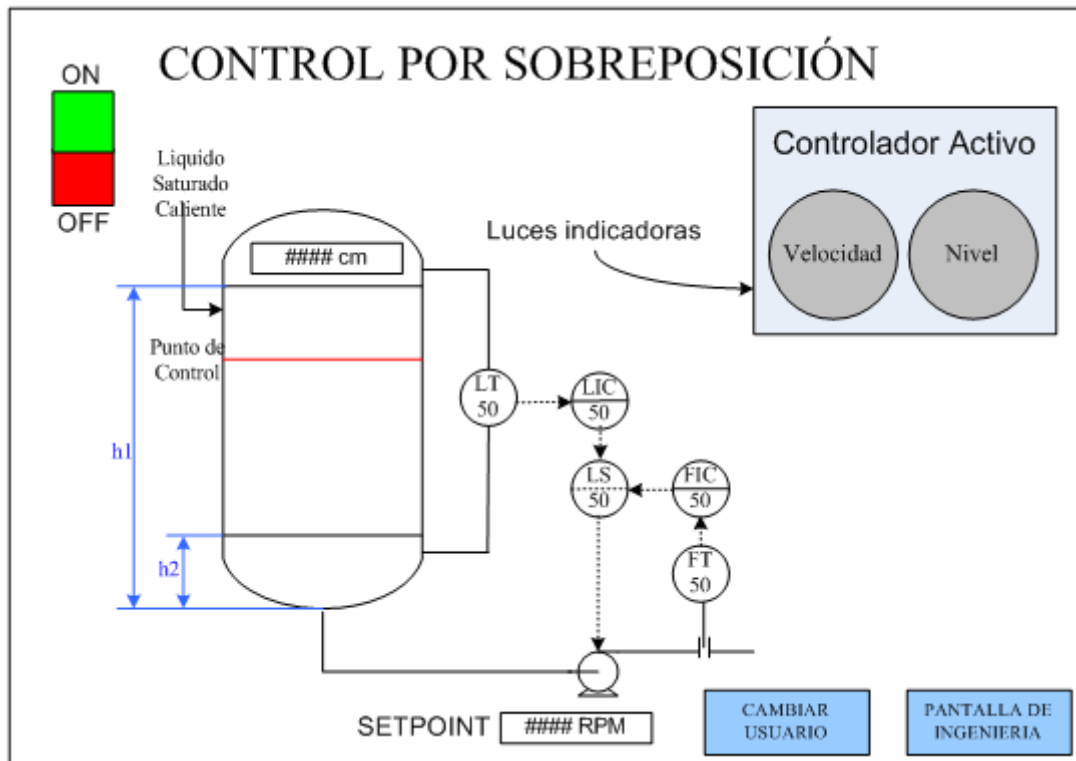 CONTROL POR SOBREPOSICIÓN
ON
OFF
Liquido
Saturado
Caliente
#### cm
Punto de
Control
h1
h2
Luces indicadoras
Controlador Activo
Velocidad
Nivel
LT
50
LIC
50
LS
50
FIC
50
FT
50
SETPOINT
#### RPM
CAMBIAR
USUARIO
PANTALLA DE
INGENIERIA